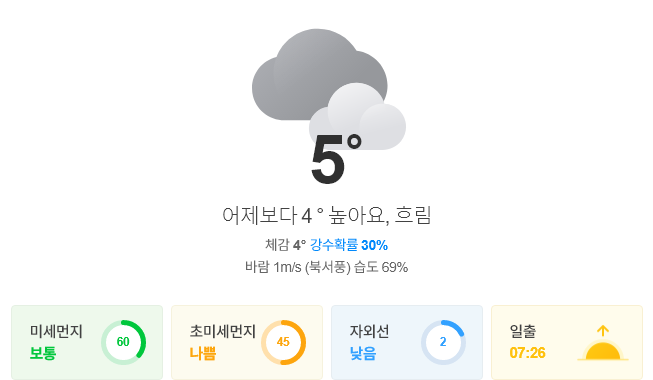 5°
어제보다 4 ° 높아요, 흐림
체감 4° 강수확률 30%
바람 1m/s (북서풍) 습도 69%
미세먼지
보통
60
초미세먼지
나쁨
45
자외선
낮음
2
일출
07:26